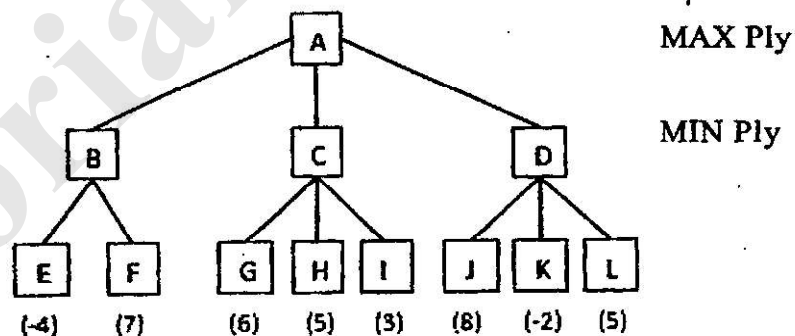 A
MAX Ply
B
C
D
MIN Ply
E
F
G
H
I
J
K
L
(-4)
(7)
(6)
(5)
(3)
(8)
(-2)
(5)